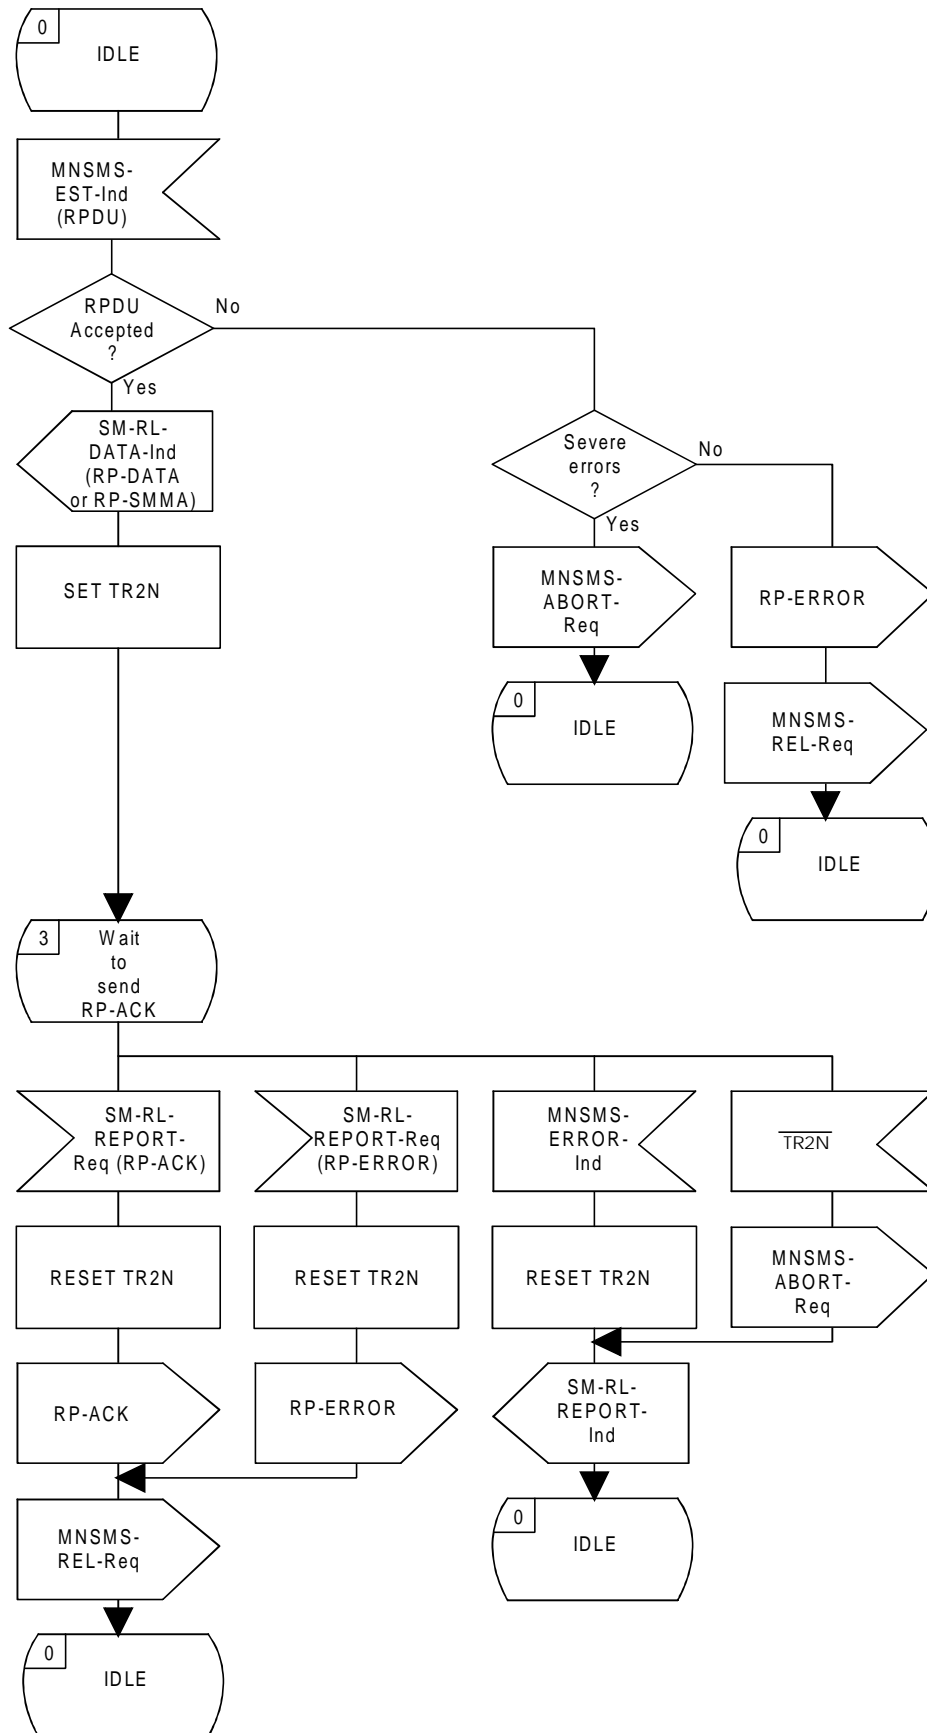 0
IDLE
MNSMS-
EST-Ind
(RPDU)
RPDU
Accepted
?
No
Yes
SM-RL-
DATA-Ind
(RP-DATA
or RP-SMMA)
SET TR2N
Severe
errors
?
No
Yes
MNSMS-
ABORT-
Req
RP-ERROR
0
IDLE
MNSMS-
REL-Req
0
IDLE
3
Wait
to
send
RP-ACK
SM-RL-
REPORT-
Req (RP-ACK)
SM-RL-
REPORT-Req
(RP-ERROR)
MNSMS-
ERROR-
Ind
TR2N
RESET TR2N
RESET TR2N
RESET TR2N
MNSMS-
ABORT-
Req
RP-ACK
RP-ERROR
SM-RL-
REPORT-
Ind
MNSMS-
REL-Req
0
IDLE
0
IDLE